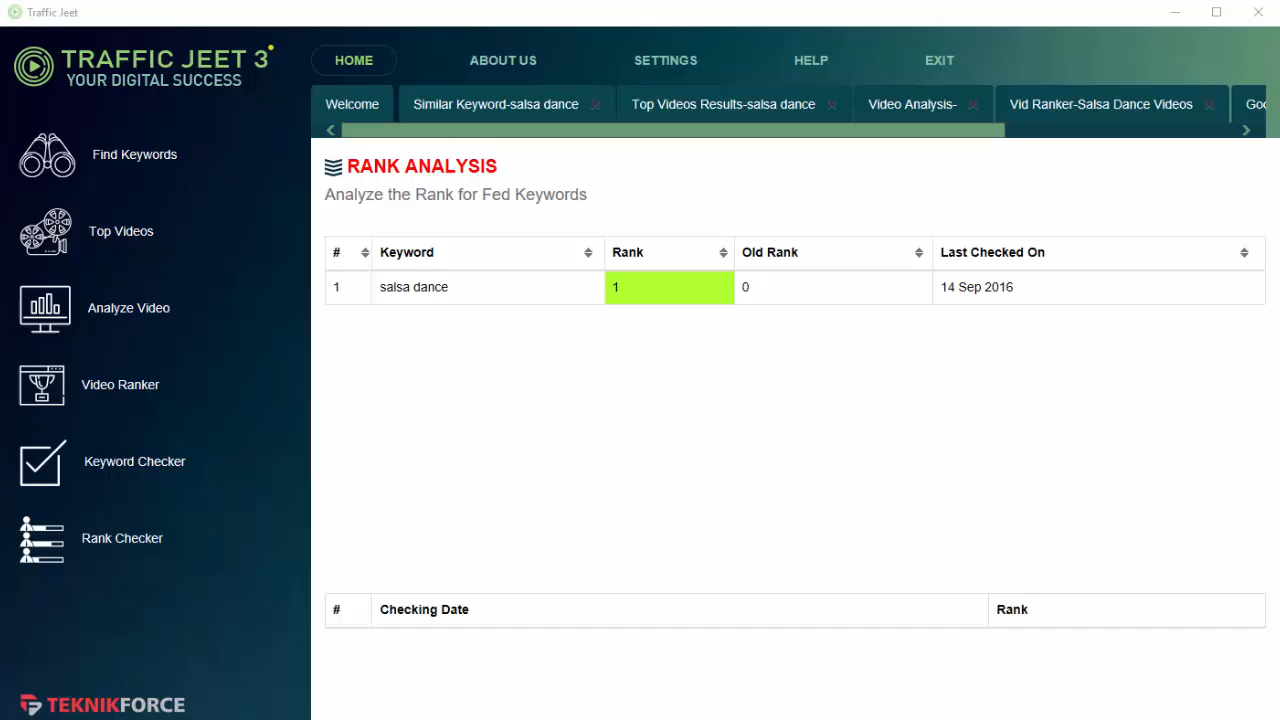 Traffic Jeet
TRAFFIC JEET 3
YOUR DIGITAL SUCCESS
HOME ABOUT US SETTINGS HELP EXIT
Welcome Similar Keyword-salsa dance Top Videos Results-salsa dance Video Analysis- Vid Ranker-Salsa Dance Videos Goo
Find Keywords
Top Videos
Analyze Video
Video Ranker
Keyword Checker
Rank Checker
TEKNIKFORCE
RANK ANALYSIS
Analyze the Rank for Fed Keywords
# Keyword Rank Old Rank Last Checked On
1 salsa dance 1 0 14 Sep 2016
# Checking Date Rank